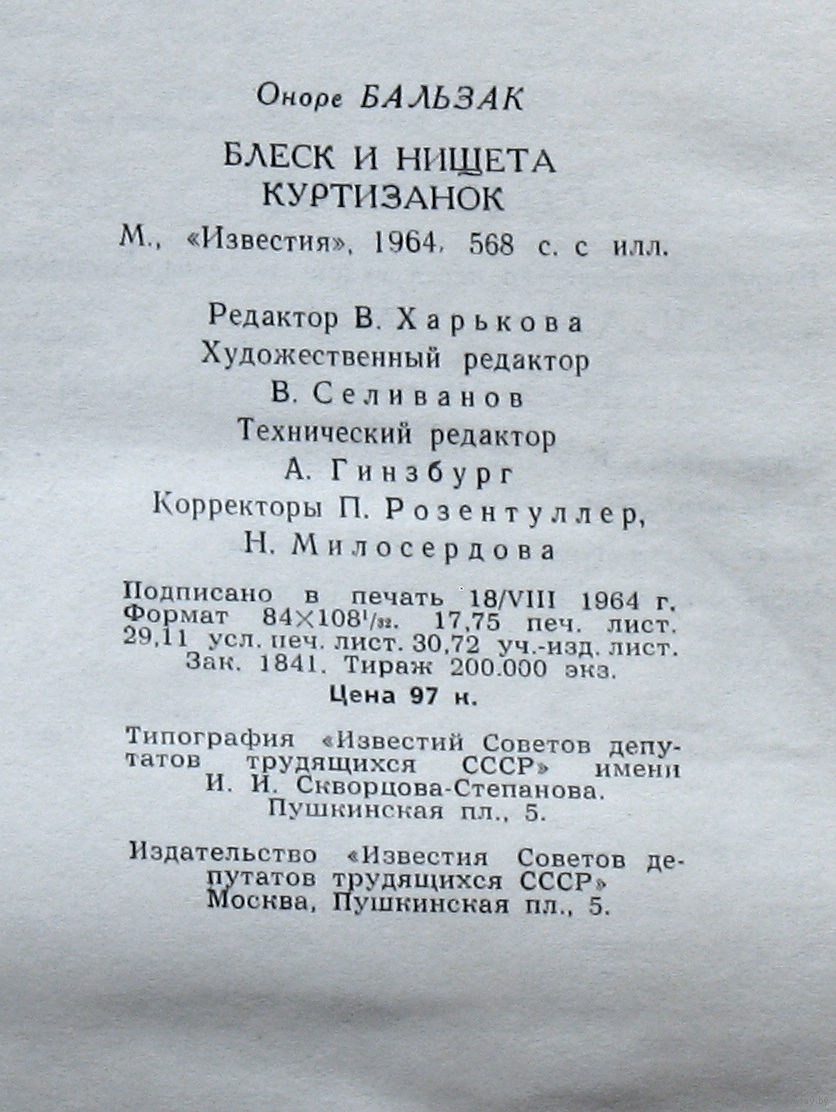 Оноре БАЛЬЗАК
БЛЕСК И НИЩЕТА
КУРТИЗАНОК
М., «Известия», 1964, 568 с. с илл.
Редактор В. Харькова
Художественный редактор
В. Селиванов
Технический редактор
А. Гинзбург
Корректоры П. Розентуллер,
Н. Милосердова
Подписано в печать 18/VIII 1964 г.
Формат 84×108¹/₃₂. 17,75 печ. лист.
29,11 усл. печ. лист. 30,72 уч.-изд. лист.
Зак. 1841. Тираж 200.000 экз.
Цена 97 н.
Типография «Известий Советов депу-
татов трудящихся СССР» имени
И. И. Скворцова-Степанова.
Пушкинская пл., 5.
Издательство «Известия Советов де-
путатов трудящихся СССР»
Москва, Пушкинская пл., 5.